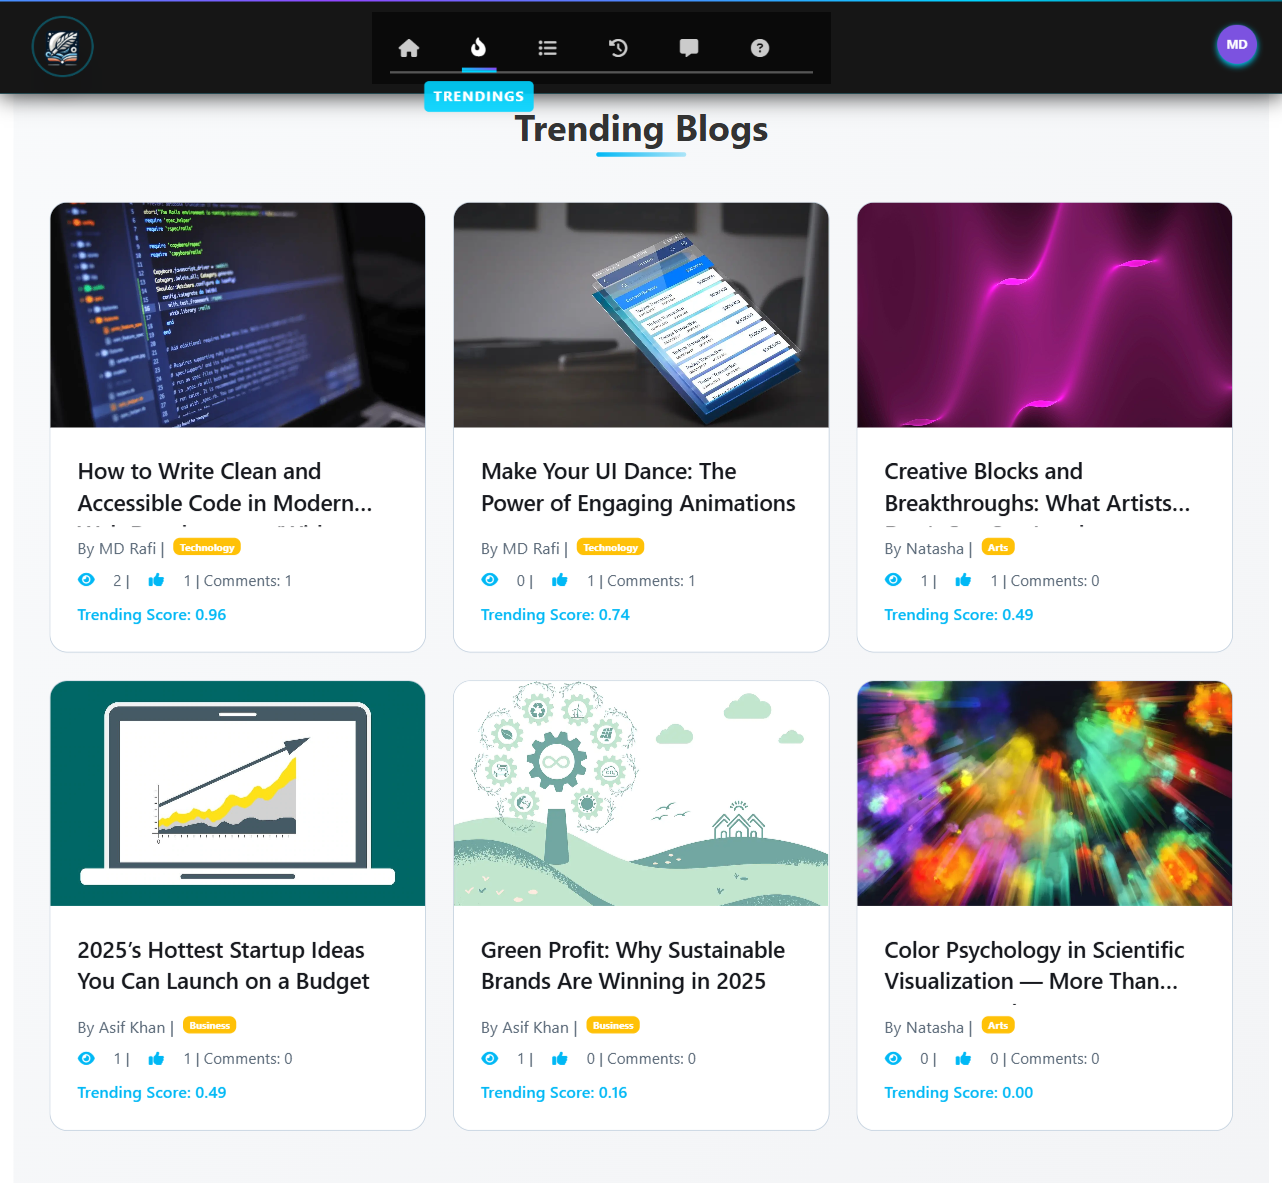 MD
TRENDINGS
Trending Blogs
How to Write Clean and
Accessible Code in Modern...
By MD Rafi | Technology
2 | 1 | Comments: 1
Trending Score: 0.96
Make Your UI Dance: The
Power of Engaging Animations
By MD Rafi | Technology
0 | 1 | Comments: 1
Trending Score: 0.74
Creative Blocks and
Breakthroughs: What Artists...
By Natasha | Arts
1 | 1 | Comments: 0
Trending Score: 0.49
2025’s Hottest Startup Ideas
You Can Launch on a Budget
By Asif Khan | Business
1 | 1 | Comments: 0
Trending Score: 0.49
Green Profit: Why Sustainable
Brands Are Winning in 2025
By Asif Khan | Business
1 | 0 | Comments: 0
Trending Score: 0.16
Color Psychology in Scientific
Visualization — More Than...
By Natasha | Arts
0 | 0 | Comments: 0
Trending Score: 0.00